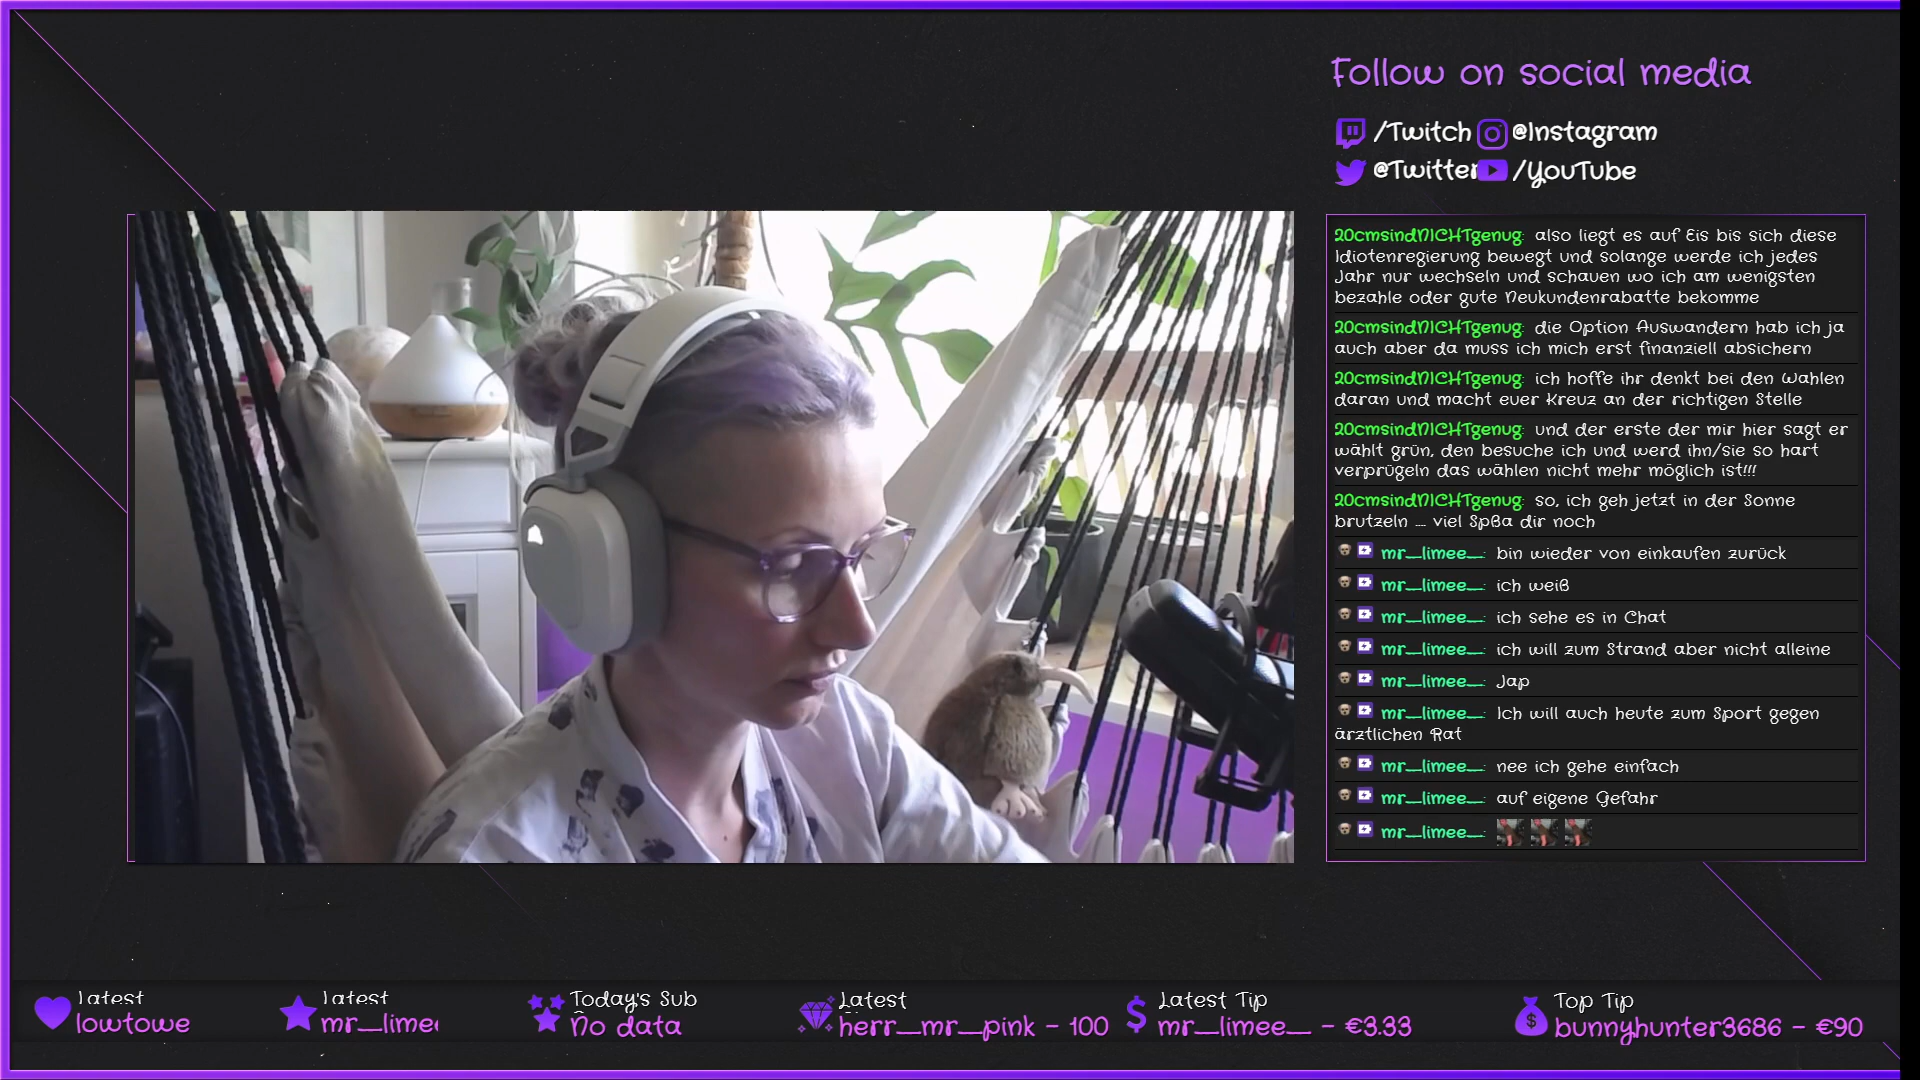 Follow on social media
/Twitch @Instagram
@Twitter /YouTube
20cmsindNICHTgenug: also liegt es auf Eis bis sich diese
Idiotenregierung bewegt und solange werde ich jedes
Jahr nur wechseln und schauen wo ich am wenigsten
bezahle oder gute Neukundenrabatte bekomme
20cmsindNICHTgenug: die Option Auswandern hab ich ja
auch aber da muss ich mich erst finanziell absichern
20cmsindNICHTgenug: ich hoffe ihr denkt bei den Wahlen
daran und macht euer Kreuz an der richtigen Stelle
20cmsindNICHTgenug: und der erste der mir hier sagt er
wählt grün, den besuche ich und werd ihn/sie so hart
verprügeln das wählen nicht mehr möglich ist!!!
20cmsindNICHTgenug: so, ich geh jetzt in der Sonne
brutzeln ... viel Spßa dir noch
mr__limee__: bin wieder von einkaufen zurück
mr__limee__: ich weiß
mr__limee__: ich sehe es in Chat
mr__limee__: ich will zum Strand aber nicht alleine
mr__limee__: Jap
mr__limee__: Ich will auch heute zum Sport gegen
ärztlichen Rat
mr__limee__: nee ich gehe einfach
mr__limee__: auf eigene Gefahr
mr__limee__:
Latest Latest Today's Sub Latest Latest Tip Top Tip
lowtowe mr__limee No data herr__mr__pink - 100 mr__limee__ - €3.33 bunnyhunter3686 - €90